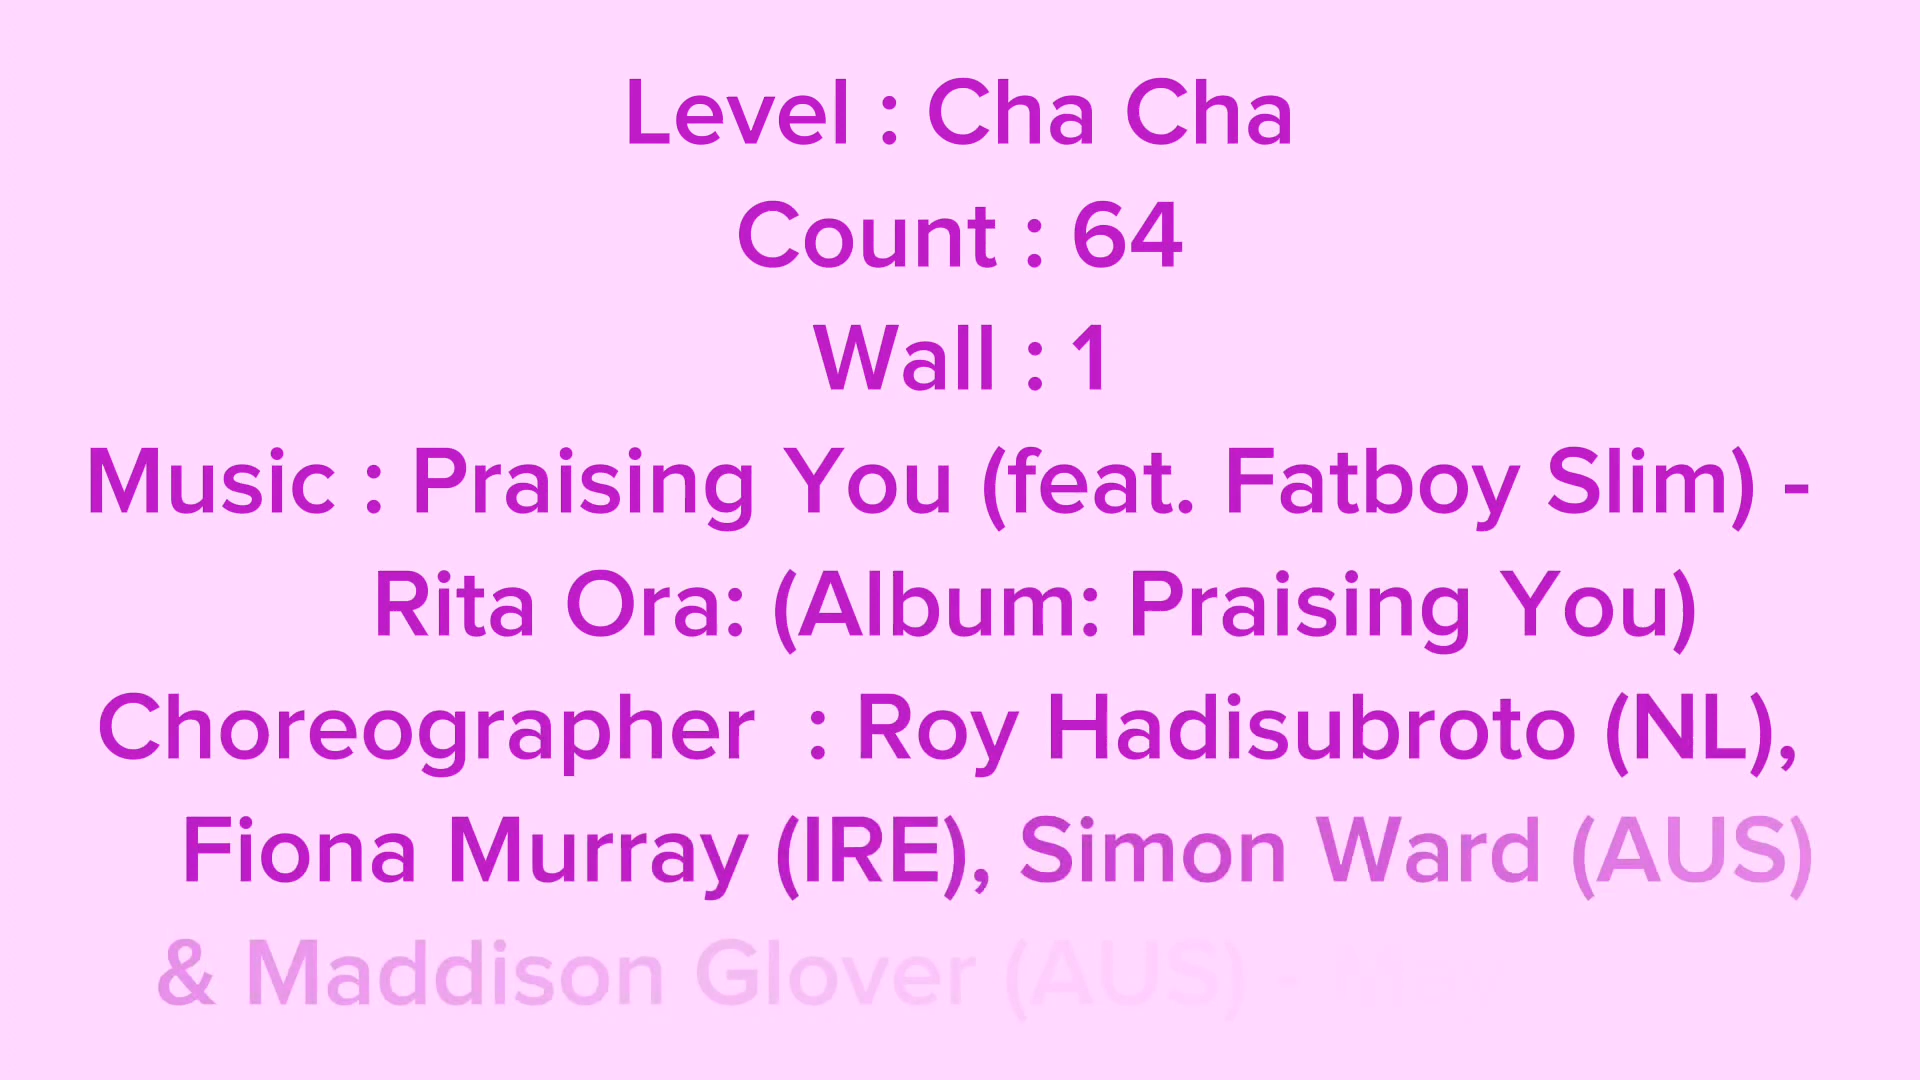 Level : Cha Cha
Count : 64
Wall : 1
Music : Praising You (feat. Fatboy Slim) -
Rita Ora: (Album: Praising You)
Choreographer : Roy Hadisubroto (NL),
Fiona Murray (IRE), Simon Ward (AUS)
& Maddison Glover (AUS) -